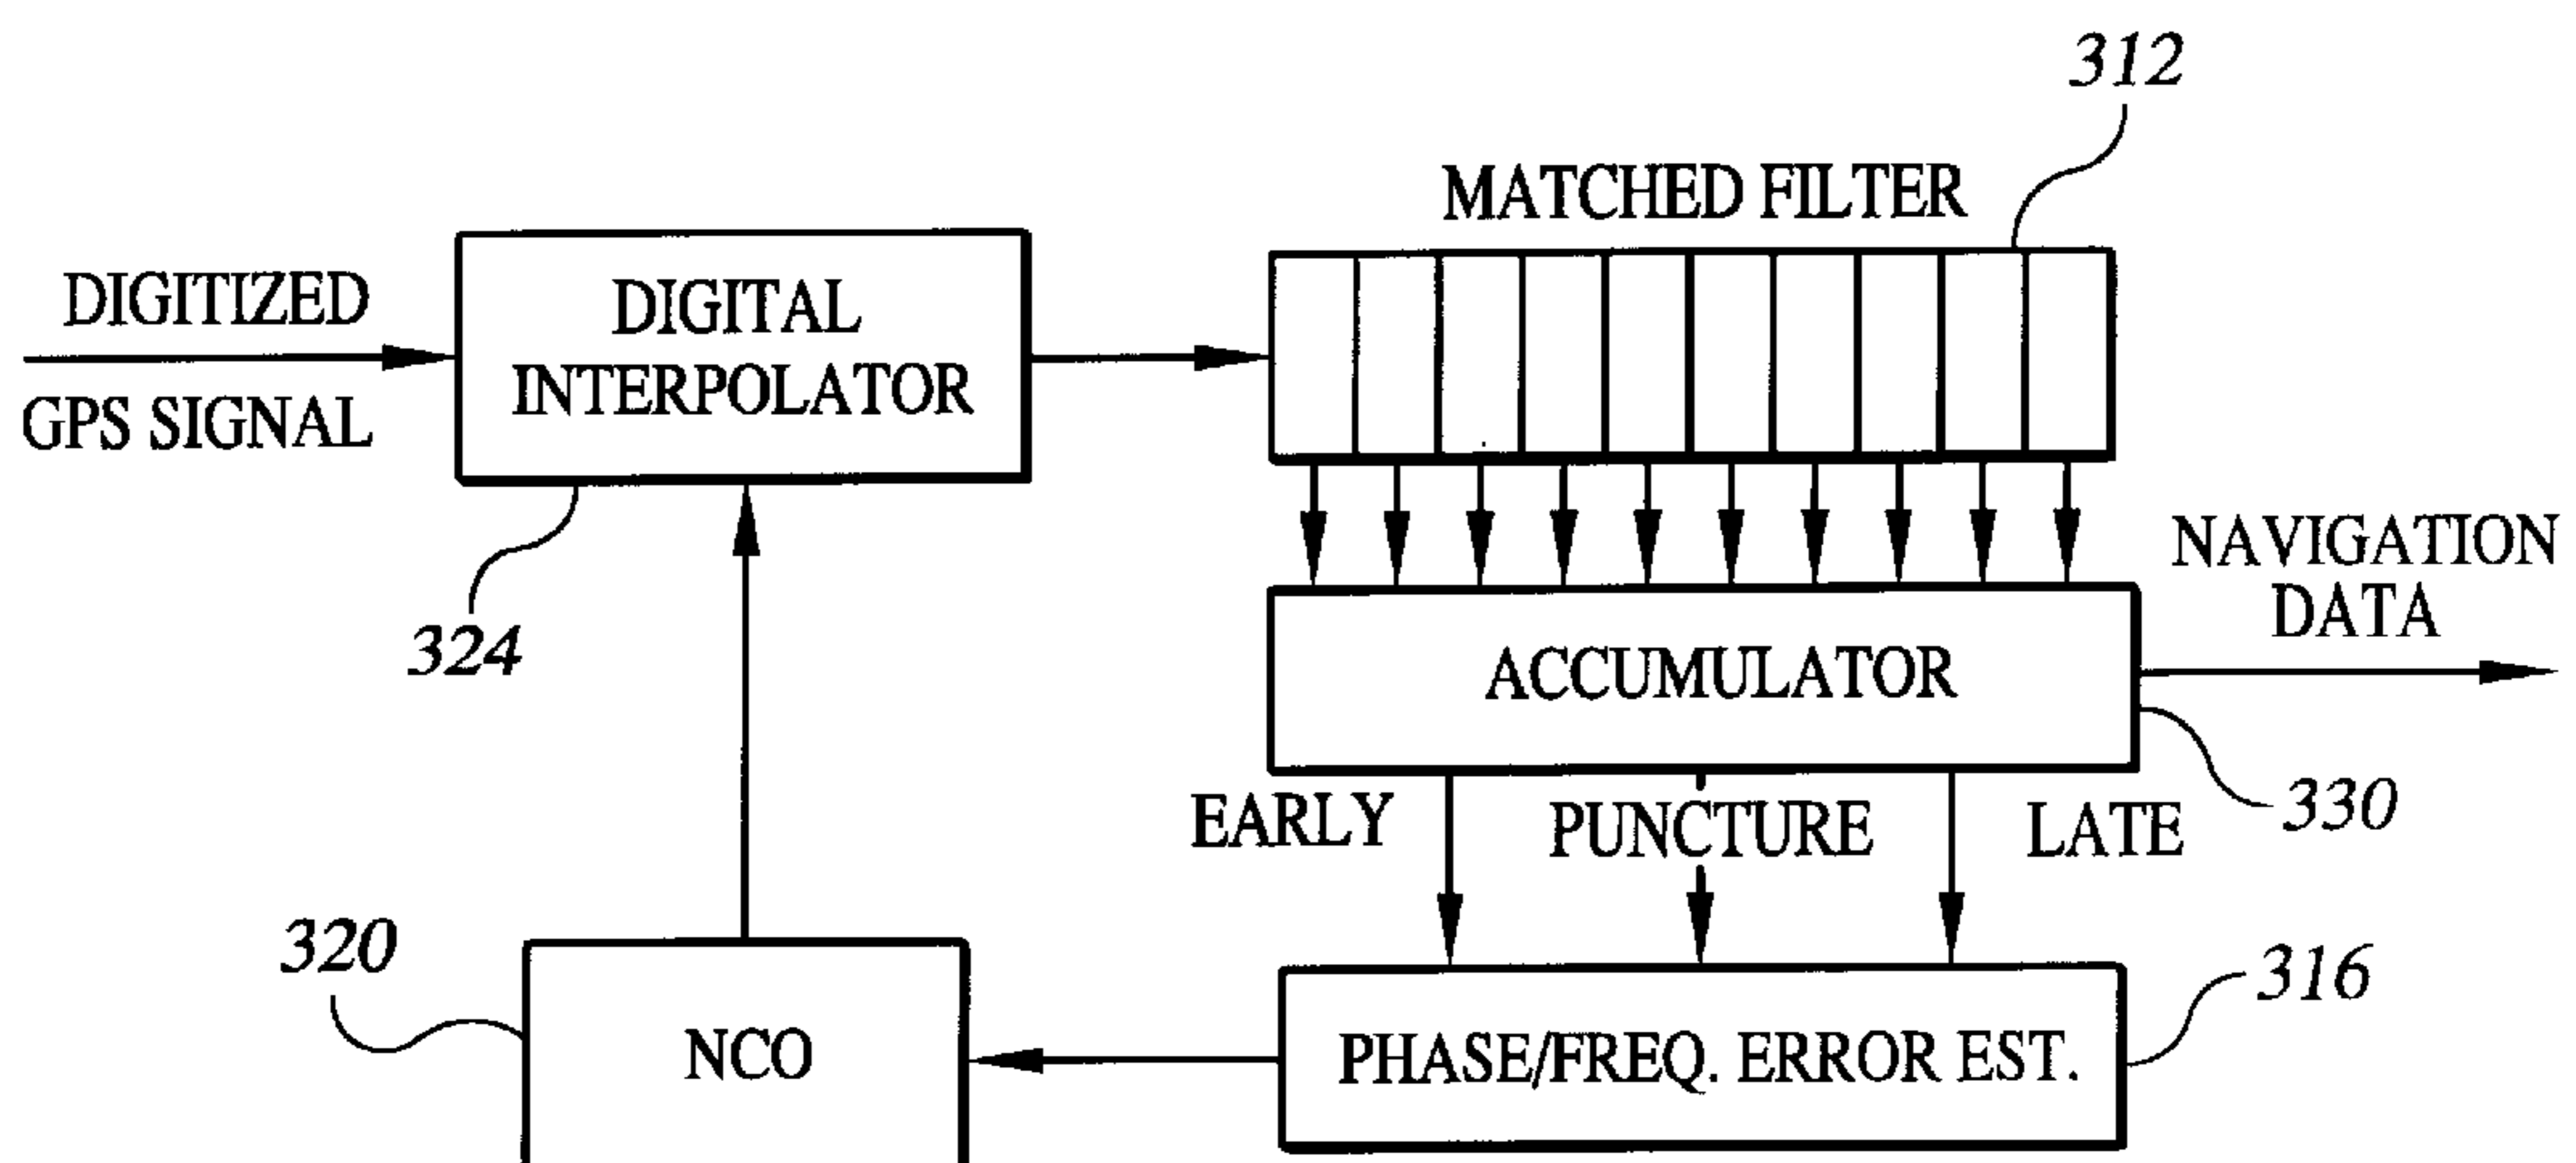 312
MATCHED FILTER
DIGITIZED
GPS SIGNAL
DIGITAL
INTERPOLATOR
324
NAVIGATION
DATA
ACCUMULATOR
330
EARLY
PUNCTURE
LATE
320
NCO
PHASE/FREQ. ERROR EST.
316